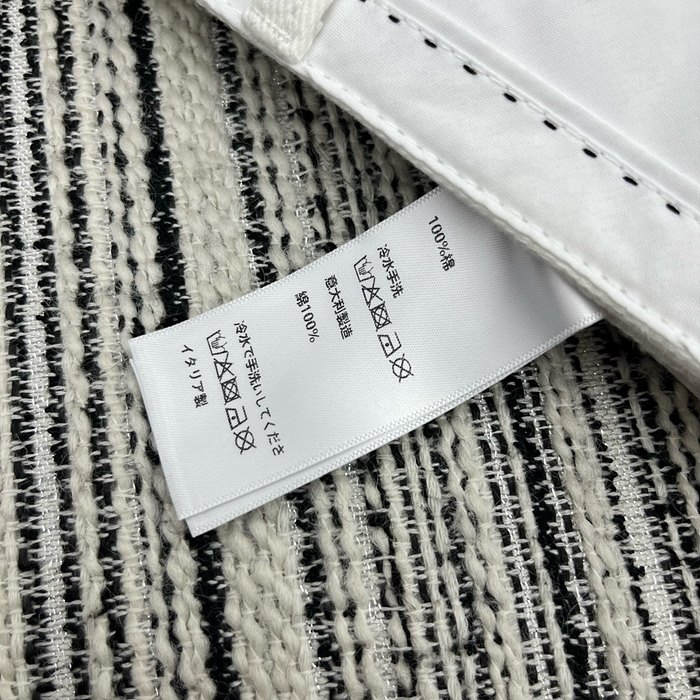 100%棉
冷水手洗
意大利製造
綿100%
冷水で手洗いしてくださ
イタリア製